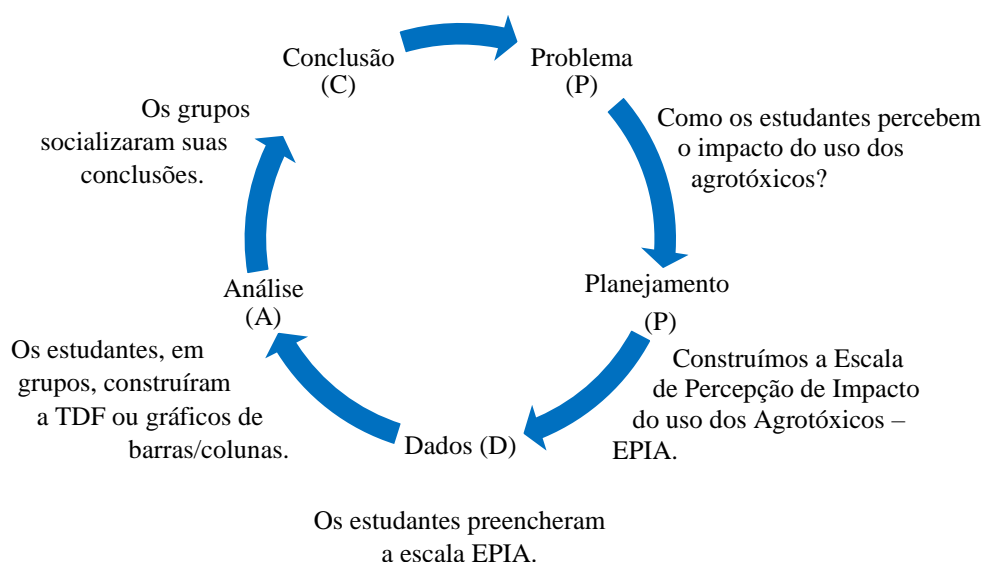 Conclusão
(C)
Problema
(P)
Como os estudantes percebem
o impacto do uso dos
agrotóxicos?
Planejamento
(P)
Construímos a Escala
de Percepção de Impacto
do uso dos Agrotóxicos –
EPIA.
Dados (D)
Os estudantes preencheram
a escala EPIA.
Análise
(A)
Os estudantes, em
grupos, construíram
a TDF ou gráficos de
barras/colunas.
Os grupos
socializaram suas
conclusões.